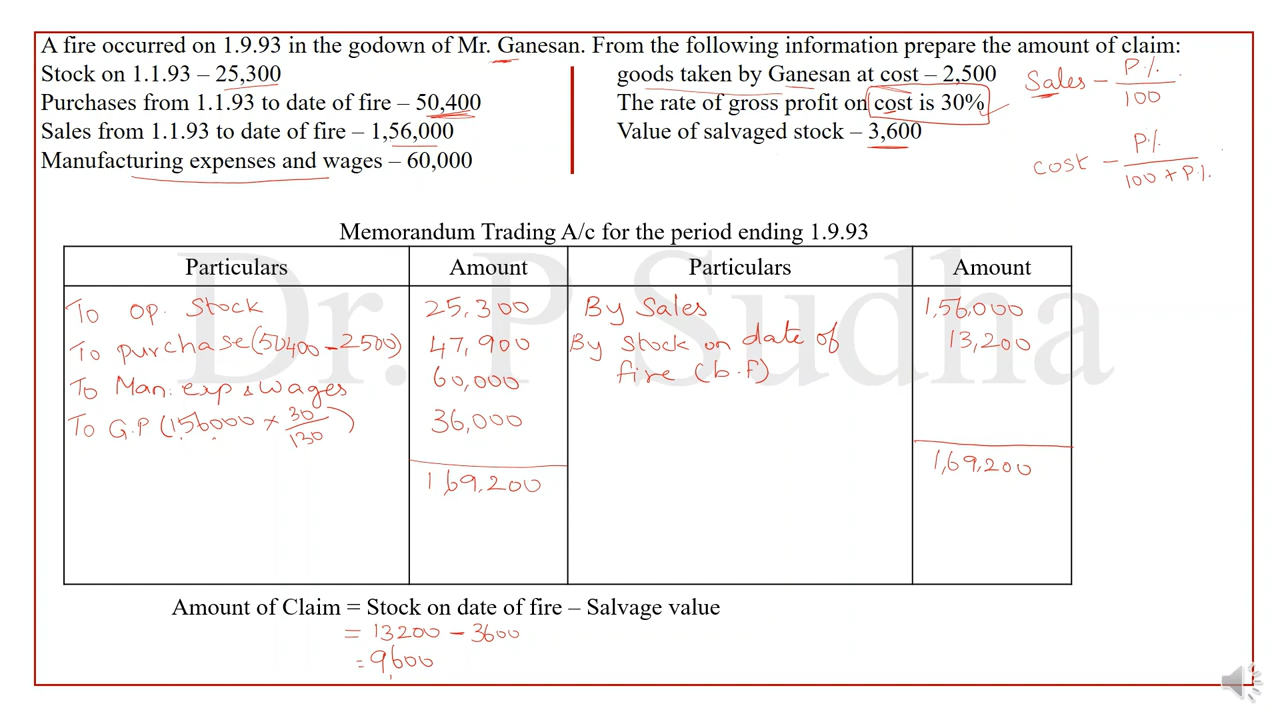 A fire occurred on 1.9.93 in the godown of Mr. Ganesan. From the following information prepare the amount of claim:
Stock on 1.1.93 – 25,300
Purchases from 1.1.93 to date of fire – 50,400
Sales from 1.1.93 to date of fire – 1,56,000
Manufacturing expenses and wages – 60,000
goods taken by Ganesan at cost – 2,500
The rate of gross profit on cost is 30%
Value of salvaged stock – 3,600
Sales – P% / 100
cost – P% / 100 + P%
Memorandum Trading A/c for the period ending 1.9.93
Particulars Amount Particulars Amount
To Op. Stock 25,300 By Sales 1,56,000
To purchase (50400 – 2500) 47,900 By Stock on date of 13,200
fire (b.f)
To Man. exp & wages 60,000
To G.P (156000 × 30/130) 36,000
1,69,200 1,69,200
Dr. P Sudha
Amount of Claim = Stock on date of fire – Salvage value
= 13200 – 3600
= 9600